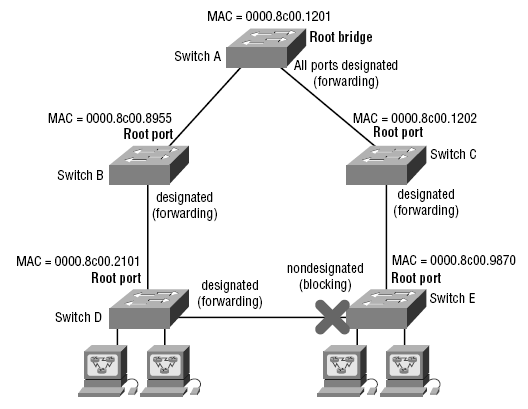 MAC = 0000.8c00.1201
Root bridge
Switch A
All ports designated
(forwarding)
MAC = 0000.8c00.8955
Root port
Switch B
MAC = 0000.8c00.1202
Root port
Switch C
designated
(forwarding)
designated
(forwarding)
MAC = 0000.8c00.2101
Root port
Switch D
designated
(forwarding)
nondesignated
(blocking)
MAC = 0000.8c00.9870
Root port
Switch E